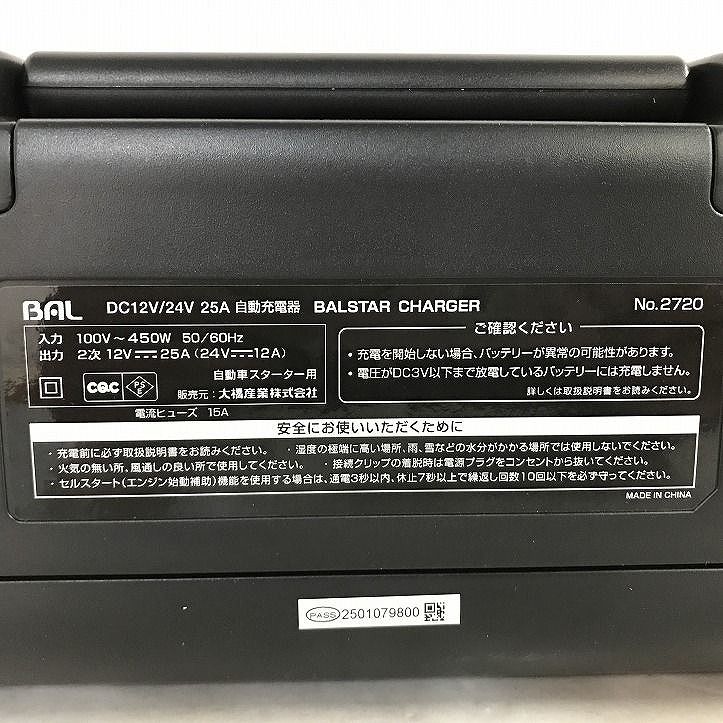 BAL DC12V/24V 25A 自動充電器 BALSTAR CHARGER No.2720
入力 100V～450W 50/60Hz
出力 2次 12V⎓25A(24V⎓12A)
自動車スターター用
CQC PSE 販売元：大橋産業株式会社
電流ヒューズ 15A
ご確認ください
・充電を開始しない場合、バッテリーが異常の可能性があります。
・電圧がDC3V以下まで放電しているバッテリーには充電しません。
詳しくは取扱説明書をお読みください。
安全にお使いいただくために
・充電前に必ず取扱説明書をお読みください。 ・湿度の極端に高い場所、雨、雪などの水分がかかる場所では使用しないでください。
・火気の無い所、風通しの良い所で使用してください。 ・接続クリップの着脱時は電源プラグをコンセントから抜いてください。
・セルスタート（エンジン始動補助）機能を使用する場合は、通電3秒以内、休止7秒以上で繰返し回数10回以下を必ず守ってください。
MADE IN CHINA
PASS 2501079800